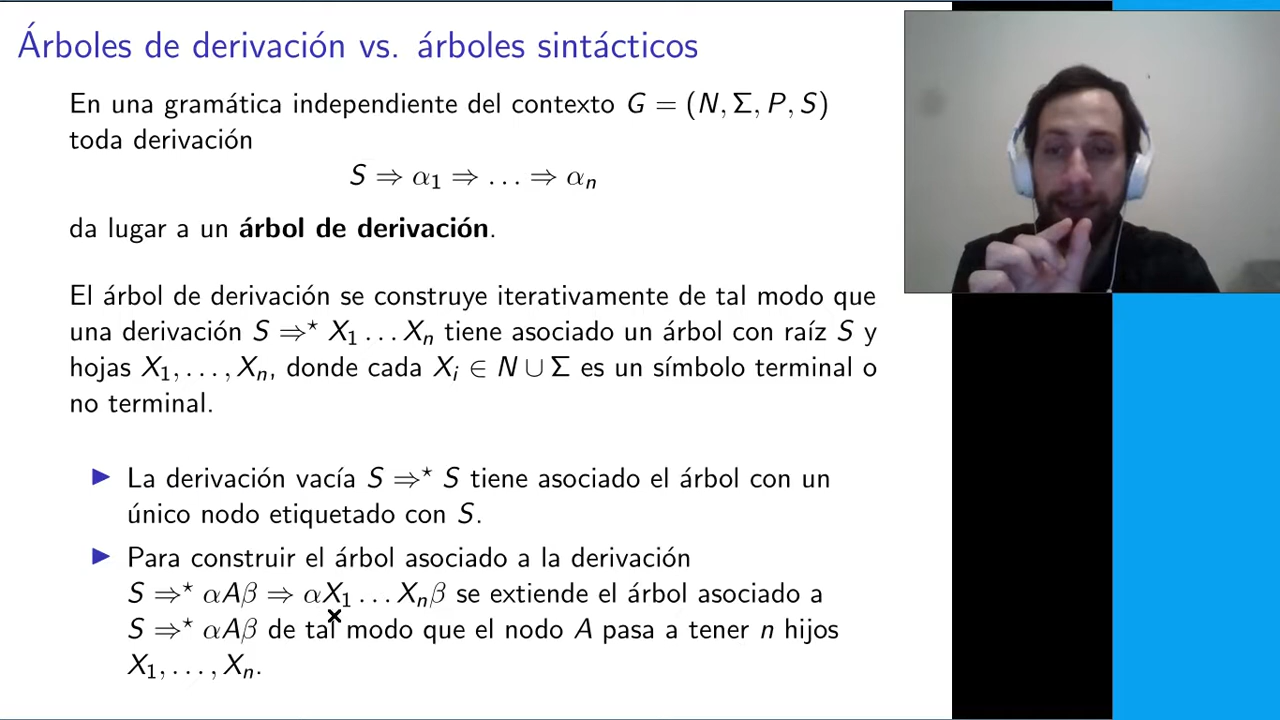 Árboles de derivación vs. árboles sintácticos
En una gramática independiente del contexto G = (N, Σ, P, S)
toda derivación
S ⇒ α₁ ⇒ … ⇒ αₙ
da lugar a un árbol de derivación.
El árbol de derivación se construye iterativamente de tal modo que
una derivación S ⇒⋆ X₁ … Xₙ tiene asociado un árbol con raíz S y
hojas X₁, … , Xₙ, donde cada Xᵢ ∈ N ∪ Σ es un símbolo terminal o
no terminal.
▶ La derivación vacía S ⇒⋆ S tiene asociado el árbol con un
único nodo etiquetado con S.
▶ Para construir el árbol asociado a la derivación
S ⇒⋆ αAβ ⇒ αX₁ … Xₙβ se extiende el árbol asociado a
S ⇒⋆ αAβ de tal modo que el nodo A pasa a tener n hijos
X₁, … , Xₙ.